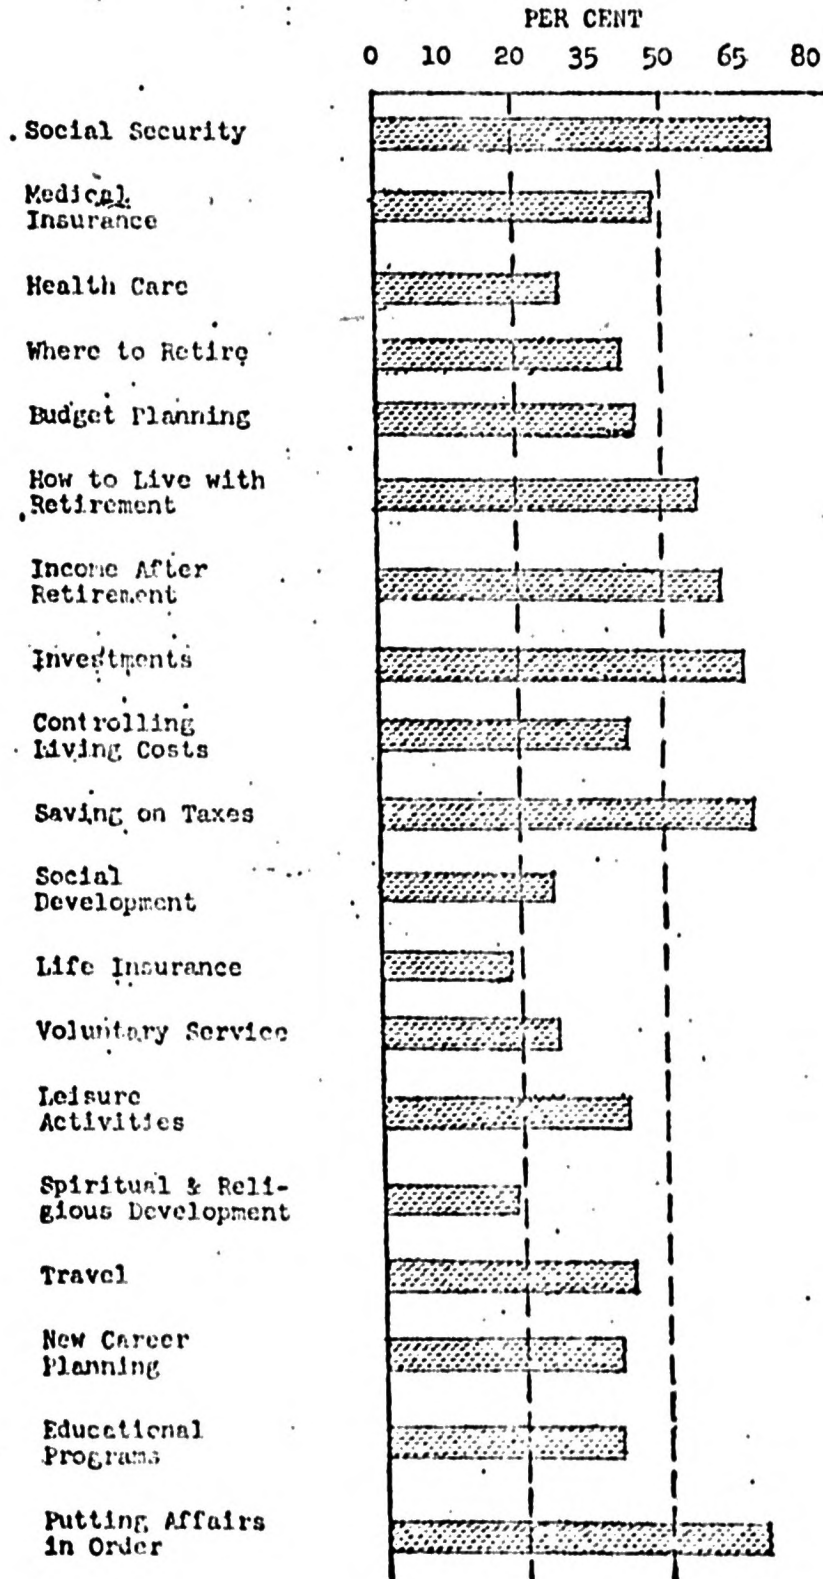 PER CENT
0 10 20 35 50 65 80
Social Security
Medical
Insurance
Health Care
Where to Retire
Budget Planning
How to Live with
Retirement
Income After
Retirement
Investments
Controlling
Living Costs
Saving on Taxes
Social
Development
Life Insurance
Voluntary Service
Leisure
Activities
Spiritual & Reli-
gious Development
Travel
New Career
Planning
Educational
Programs
Putting Affairs
in Order